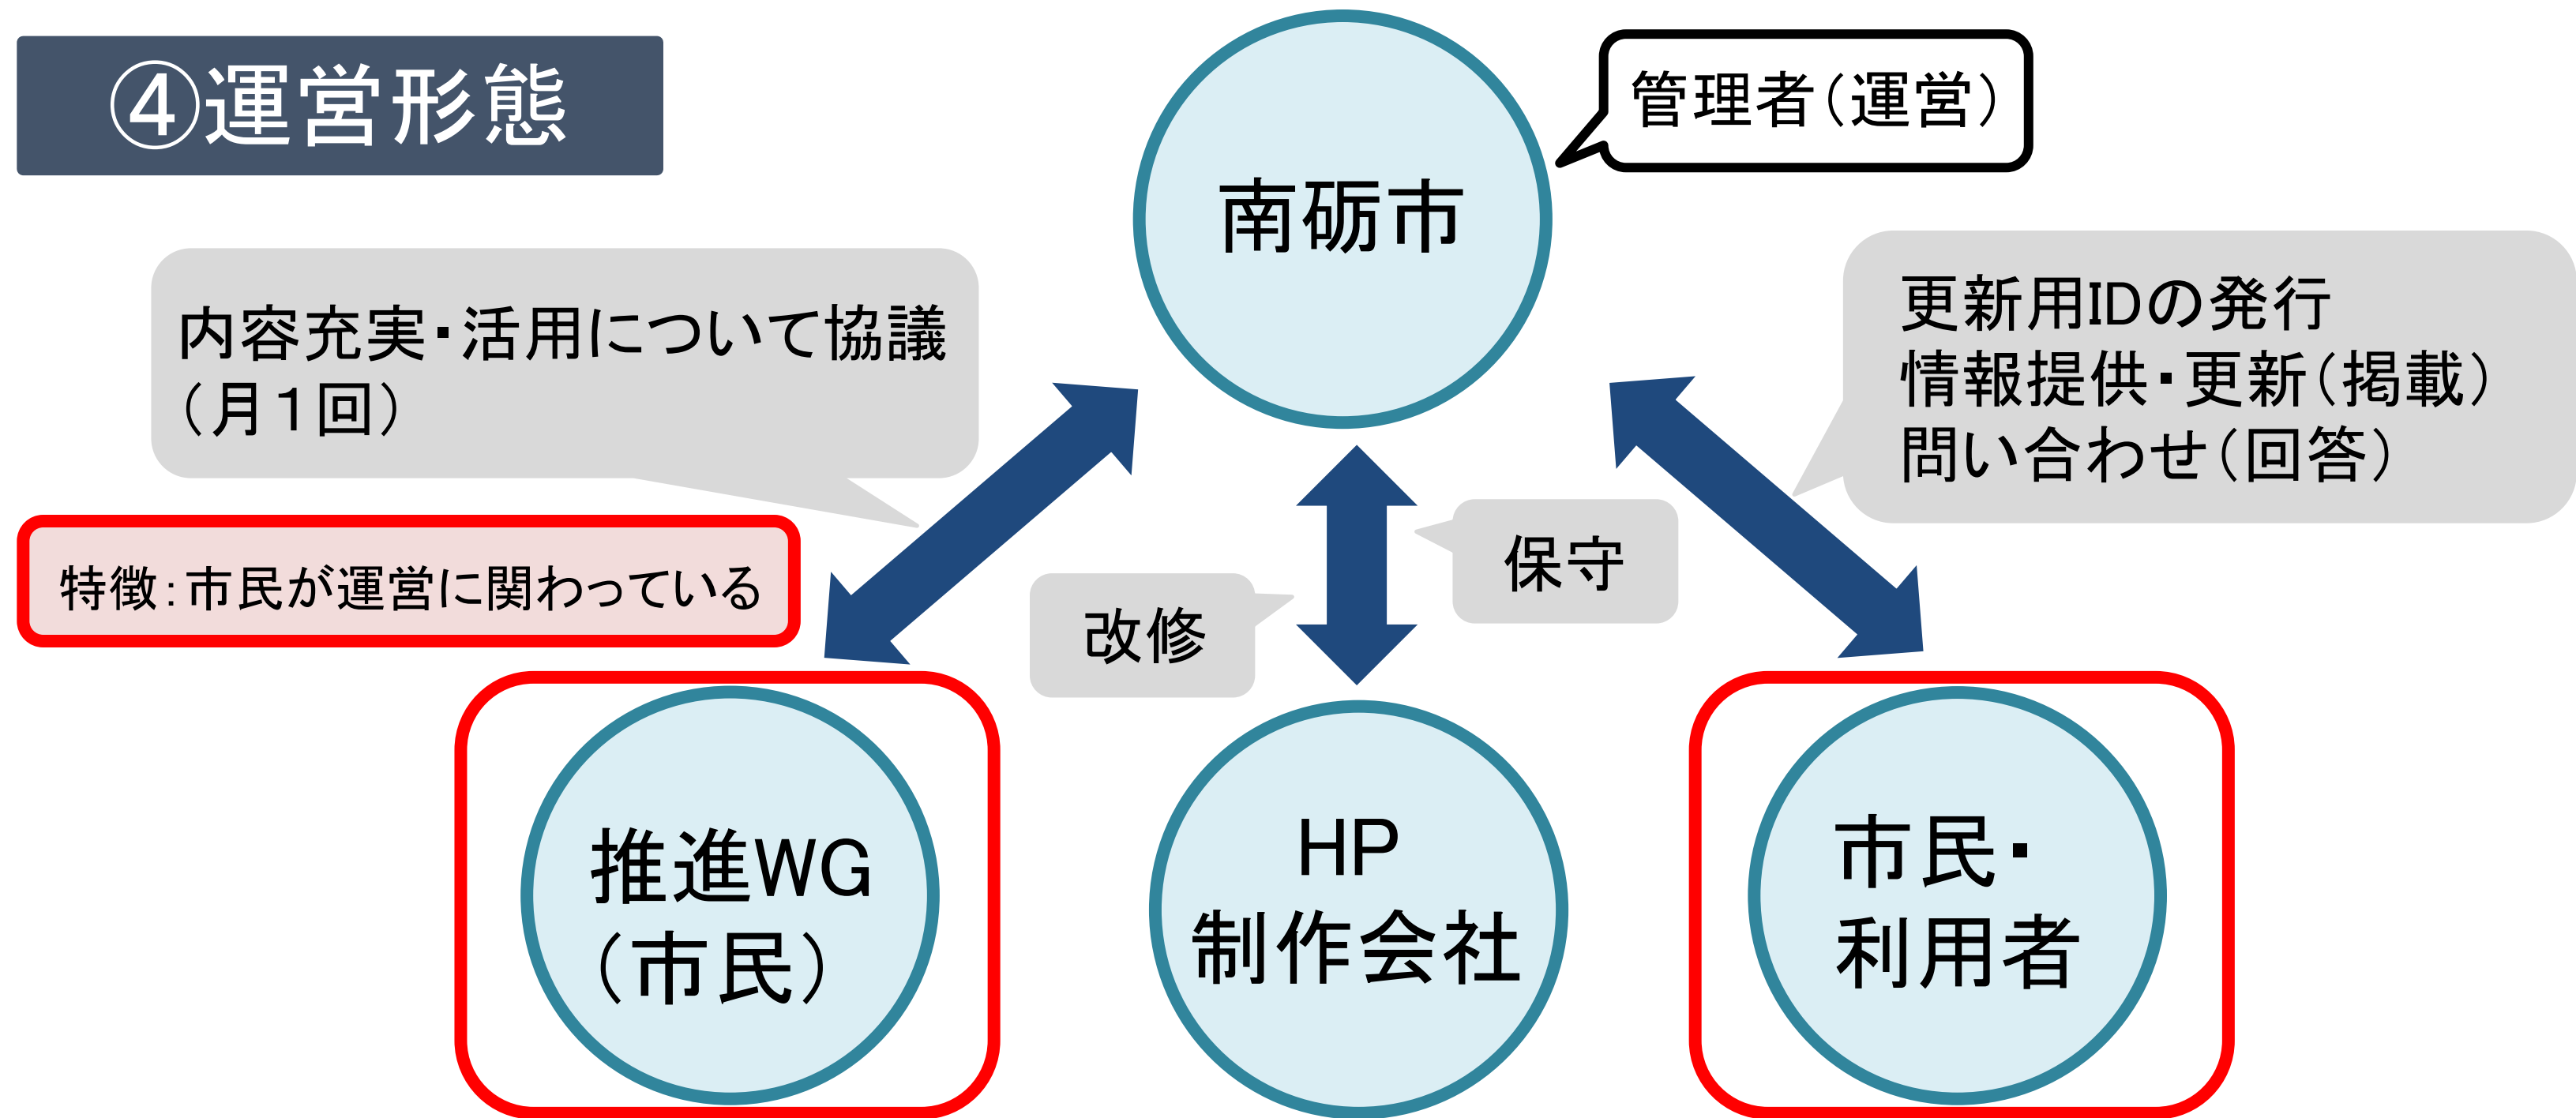 ④運営形態
管理者(運営)
南砺市
内容充実・活用について協議
(月1回)
更新用IDの発行
情報提供・更新(掲載)
問い合わせ(回答)
特徴:市民が運営に関わっている
保守
改修
推進WG
(市民)
HP
制作会社
市民・
利用者